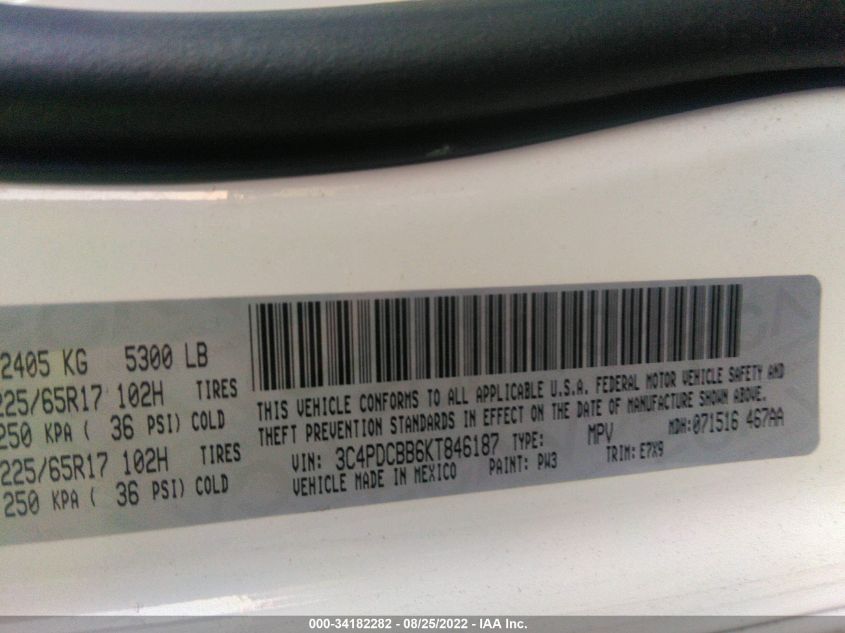 2405 KG 5300 LB
225/65R17 102H TIRES
250 KPA ( 36 PSI) COLD
225/65R17 102H TIRES
250 KPA ( 36 PSI) COLD
THIS VEHICLE CONFORMS TO ALL APPLICABLE U.S.A. FEDERAL MOTOR VEHICLE SAFETY AND
THEFT PREVENTION STANDARDS IN EFFECT ON THE DATE OF MANUFACTURE SHOWN ABOVE.
VIN: 3C4PDCBB6KT846187 TYPE: MPV MDH:071516 467AA
VEHICLE MADE IN MEXICO PAINT: PW3 TRIM: E7X9
000-34182282 - 08/25/2022 - IAA Inc.